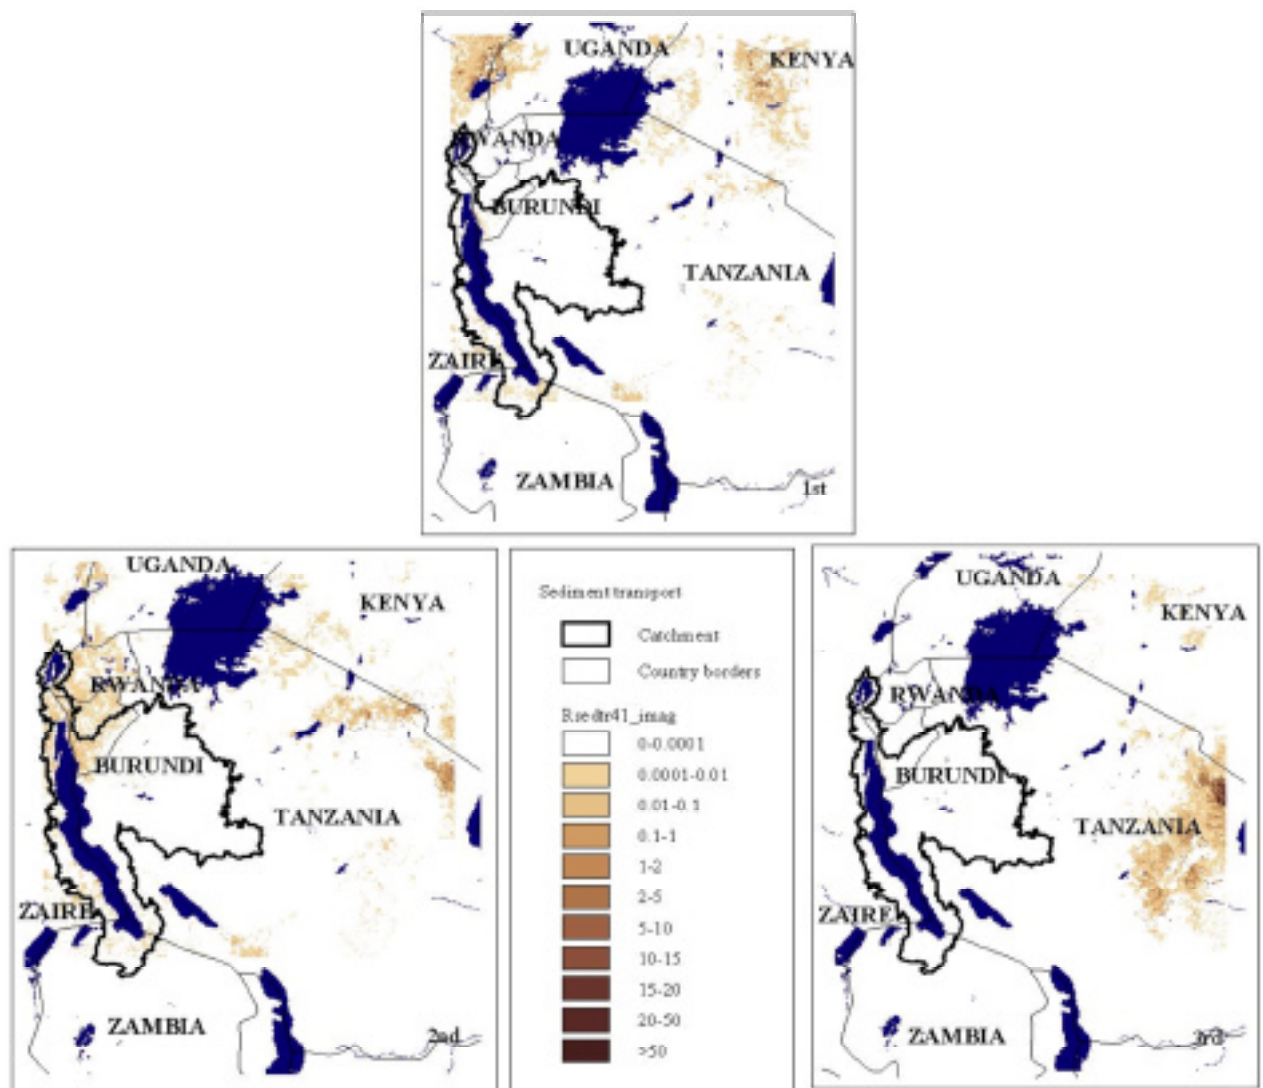 UGANDA
KENYA
RWANDA
BURUNDI
TANZANIA
ZAIRE
ZAMBIA
1st
UGANDA
KENYA
RWANDA
BURUNDI
TANZANIA
ZAIRE
ZAMBIA
2nd
Sediment transport
Catchment
Country borders
Rsedtr41_imag
0-0.0001
0.0001-0.01
0.01-0.1
0.1-1
1-2
2-5
5-10
10-15
15-20
20-50
>50
UGANDA
KENYA
RWANDA
BURUNDI
TANZANIA
ZAIRE
ZAMBIA
3rd